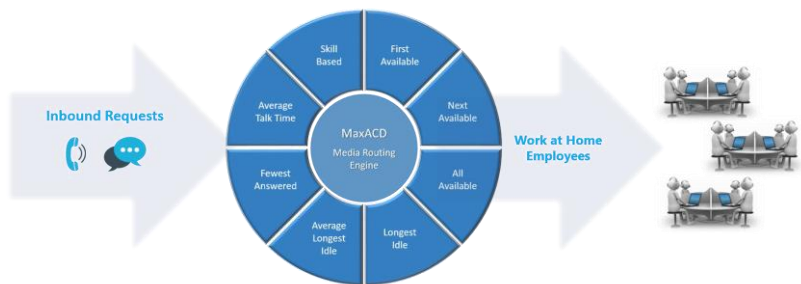 Inbound Requests
Skill
Based
First
Available
Average
Talk Time
Next
Available
MaxACD
Media Routing
Engine
Work at Home
Employees
Fewest
Answered
All
Available
Average
Longest
Idle
Longest
Idle